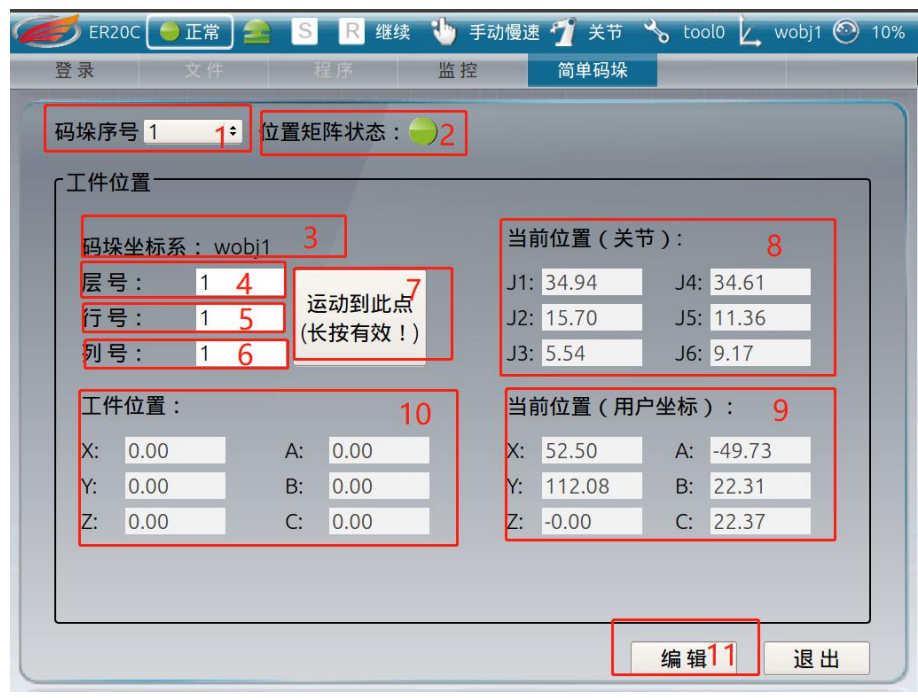 ER20C 正常 S R 继续 手动慢速 关节 tool0 wobj1 10%
登录 文件 程序 监控 简单码垛
码垛序号 1 1 位置矩阵状态： 2
工件位置
码垛坐标系： wobj1 3
层号： 1 4
行号： 1 5
列号： 1 6
运动到此点 7
(长按有效！)
当前位置（关节）： 8
J1: 34.94 J4: 34.61
J2: 15.70 J5: 11.36
J3: 5.54 J6: 9.17
工件位置： 10
X: 0.00 A: 0.00
Y: 0.00 B: 0.00
Z: 0.00 C: 0.00
当前位置（用户坐标）： 9
X: 52.50 A: -49.73
Y: 112.08 B: 22.31
Z: -0.00 C: 22.37
编辑 11 退出